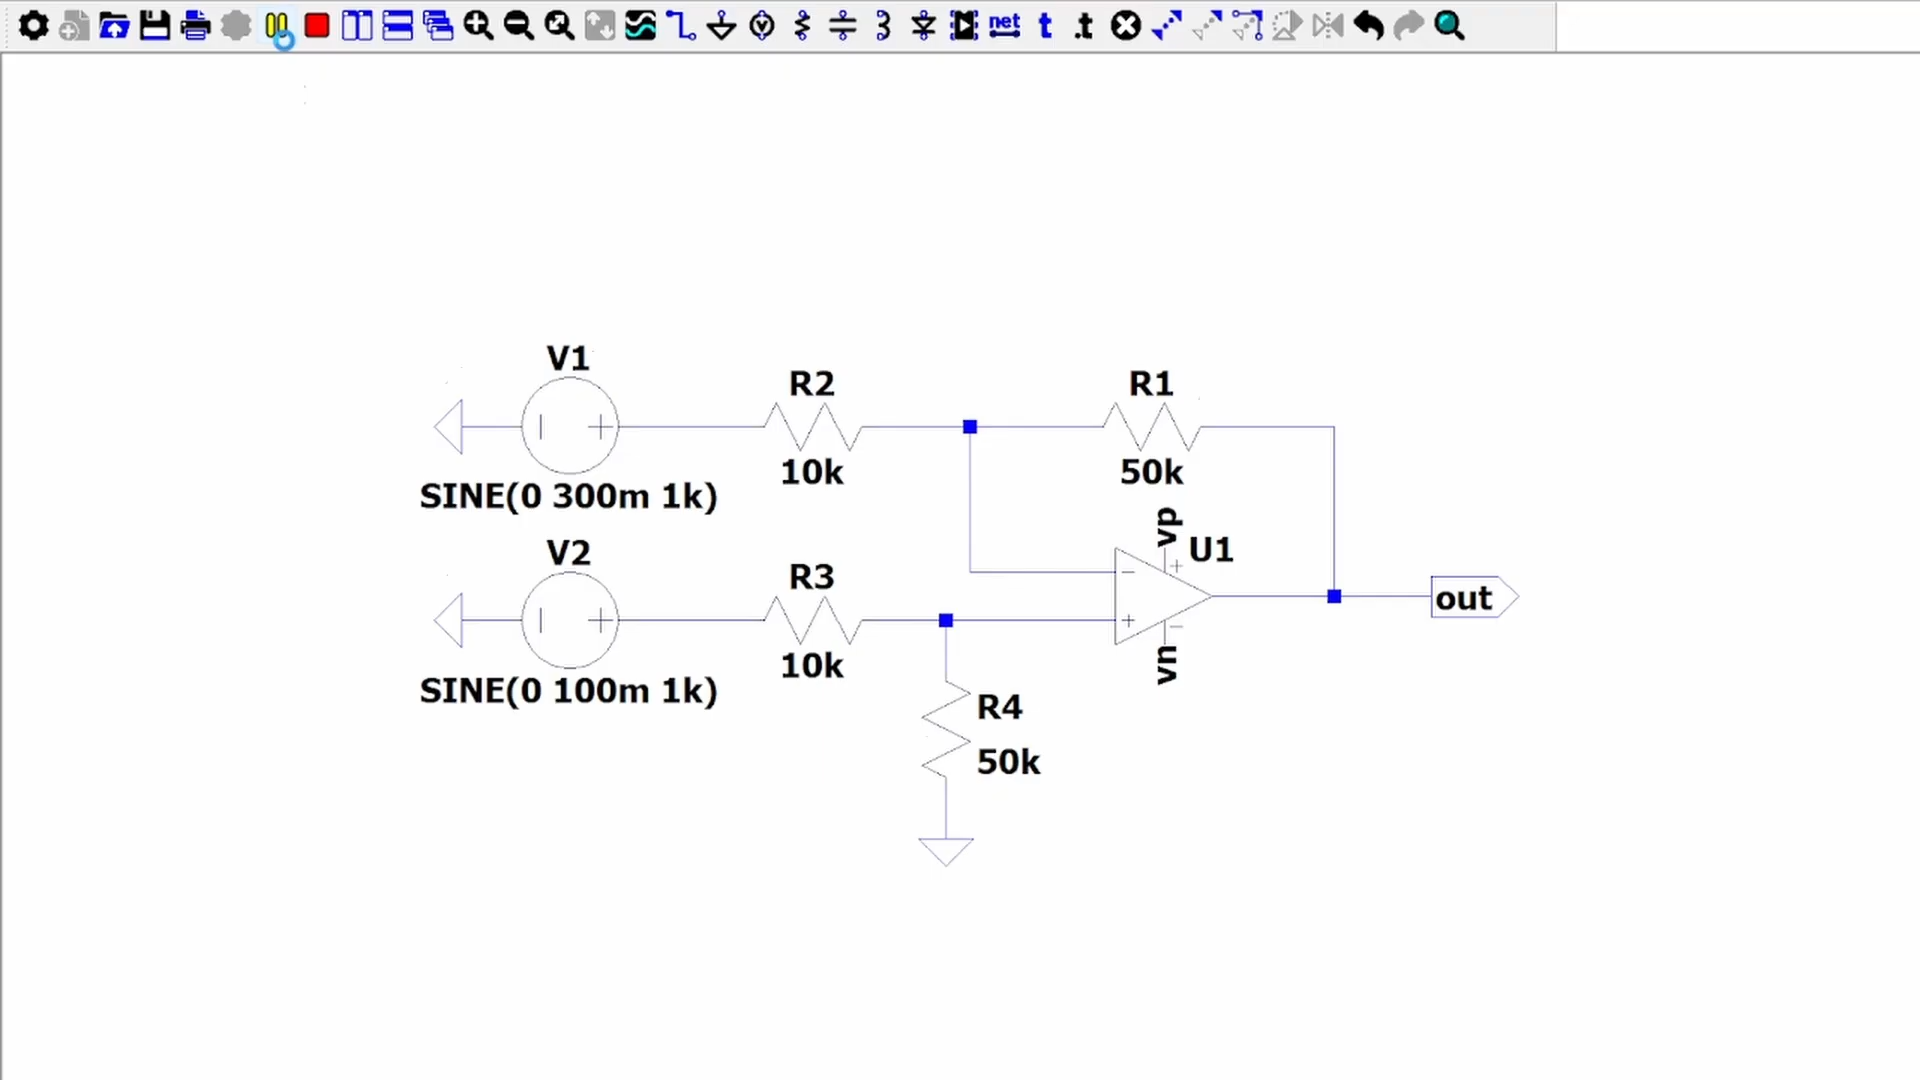 net t .t
V1
R2
R1
10k
50k
SINE(0 300m 1k)
vp
U1
V2
R3
out
10k
vn
SINE(0 100m 1k)
R4
50k